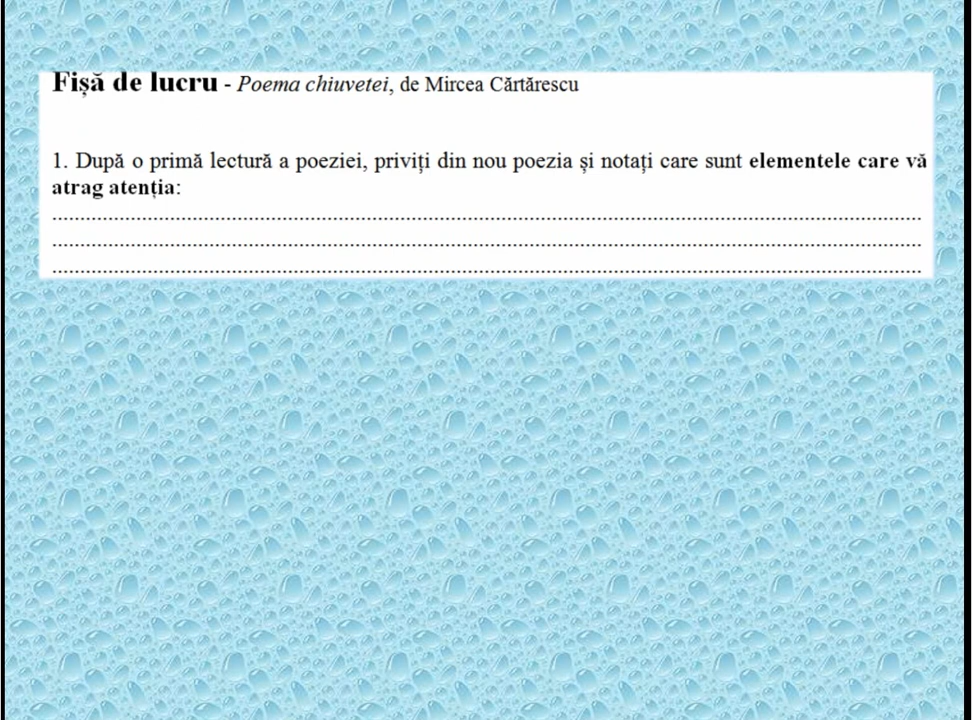 Fișă de lucru - Poema chiuvetei, de Mircea Cărtărescu
1. După o primă lectură a poeziei, priviți din nou poezia și notați care sunt elementele care vă
atrag atenția:
................................................................................................................................................
................................................................................................................................................
................................................................................................................................................